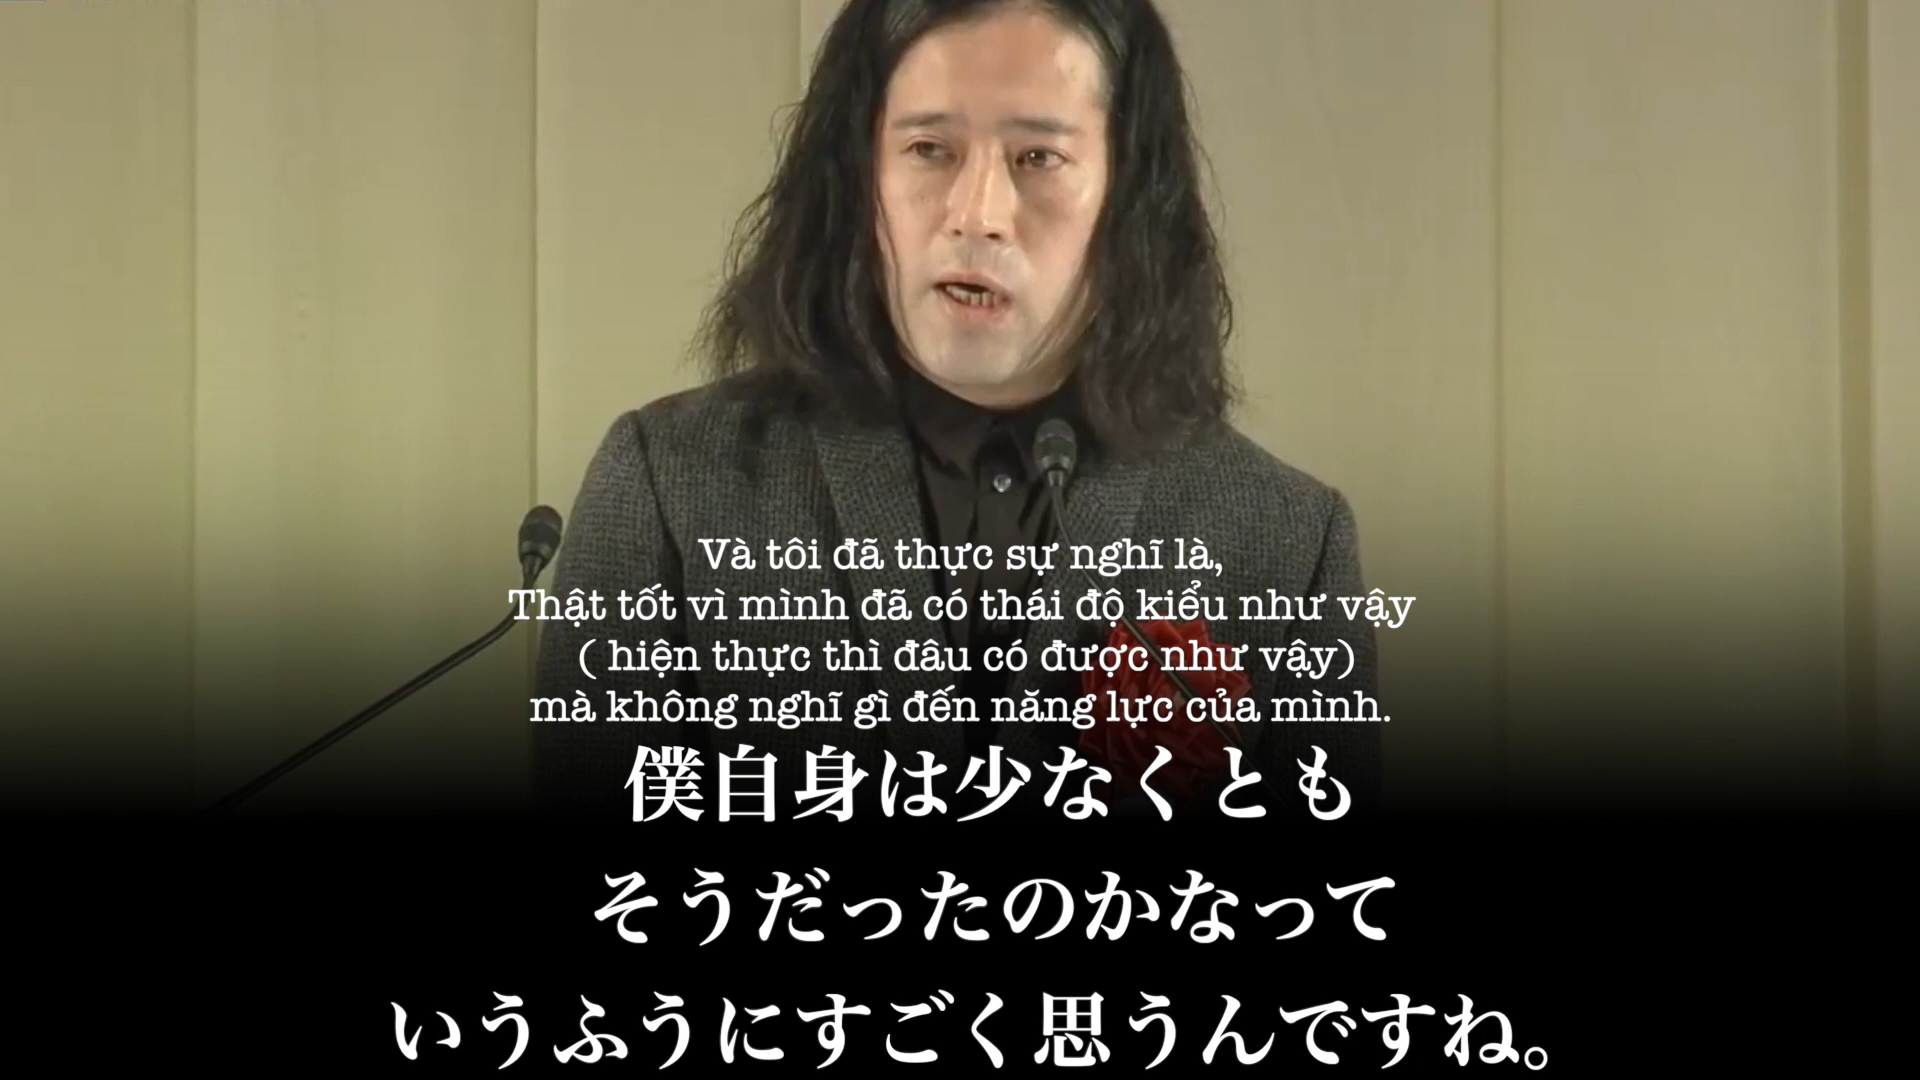 Và tôi đã thực sự nghĩ là,
Thật tốt vì mình đã có thái độ kiểu như vậy
( hiện thực thì đâu có được như vậy)
mà không nghĩ gì đến năng lực của mình.
僕自身は少なくとも
そうだったのかなって
いうふうにすごく思うんですね。